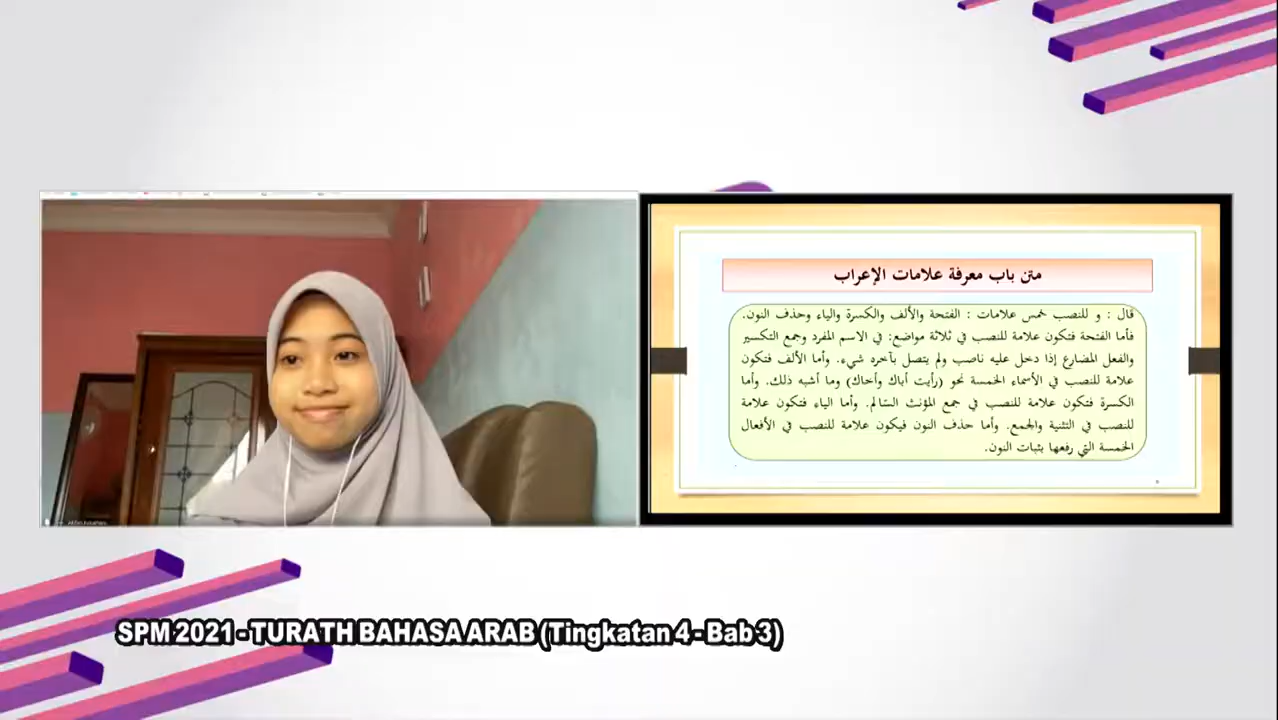 متن باب معرفة علامات الإعراب
قال : و للنصب خمس علامات : الفتحة والألف والكسرة والياء وحذف النون.
فأما الفتحة فتكون علامة للنصب في ثلاثة مواضع: في الاسم المفرد وجمع التكسير
والفعل المضارع إذا دخل عليه ناصب ولم يتصل بآخره شيء. وأما الألف فتكون
علامة للنصب في الأسماء الخمسة نحو (رأيت أباك وأخاك) وما أشبه ذلك. وأما
الكسرة فتكون علامة للنصب في جمع المؤنث السّالم. وأما الياء فتكون علامة
للنصب في التثنية والجمع. وأما حذف النون فيكون علامة للنصب في الأفعال
الخمسة التي رفعها بثبات النون.
SPM 2021 - TURATH BAHASA ARAB (Tingkatan 4 - Bab 3)